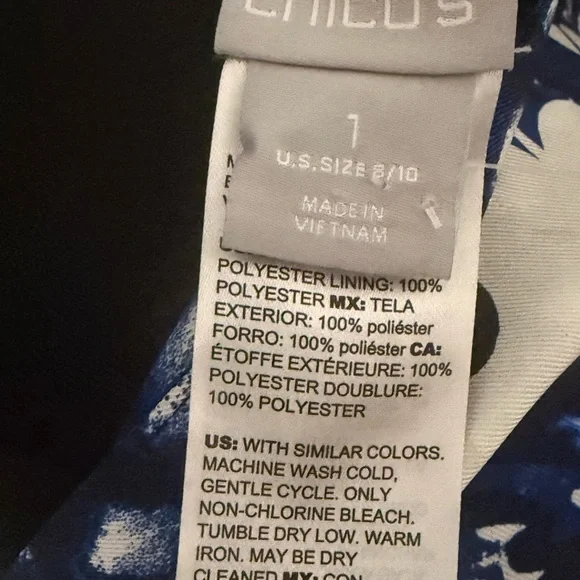 CHICO'S
1
U.S. SIZE 8/10
MADE IN
VIETNAM
POLYESTER LINING: 100%
POLYESTER MX: TELA
EXTERIOR: 100% poliéster
FORRO: 100% poliéster CA:
ÉTOFFE EXTÉRIEURE: 100%
POLYESTER DOUBLURE:
100% POLYESTER
US: WITH SIMILAR COLORS.
MACHINE WASH COLD,
GENTLE CYCLE. ONLY
NON-CHLORINE BLEACH.
TUMBLE DRY LOW. WARM
IRON. MAY BE DRY
CLEANED MX: CON